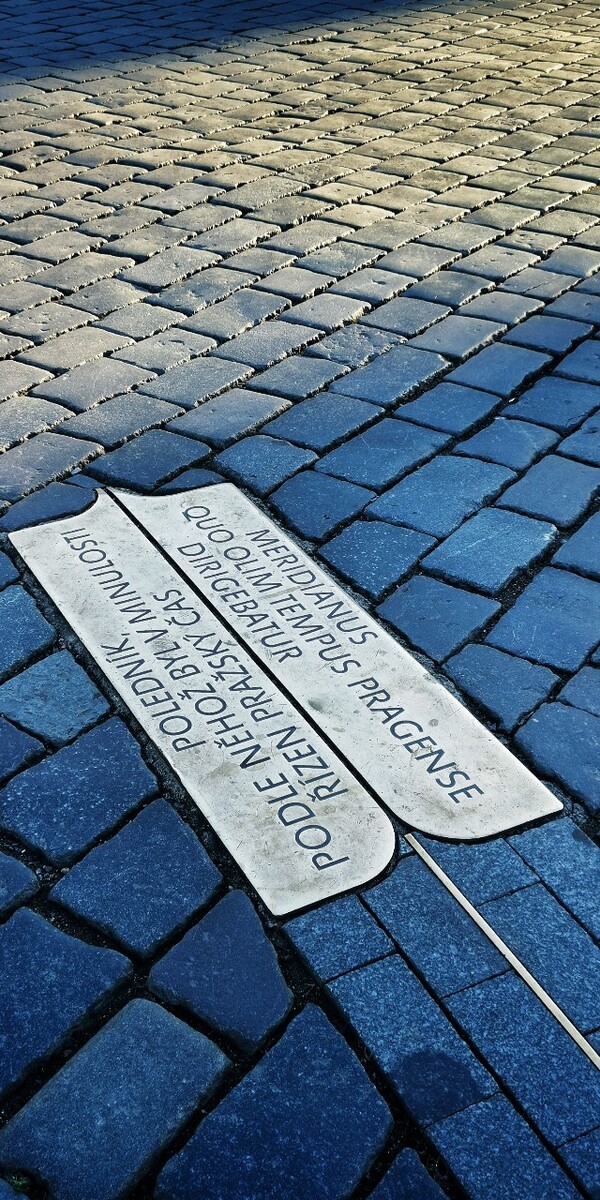 MERIDIANUS
QUO OLIM TEMPUS PRAGENSE
DIRIGEBATUR
POLEDNÍK,
PODLE NĚHOŽ BYL V MINULOSTI
ŘÍZEN PRAŽSKÝ ČAS